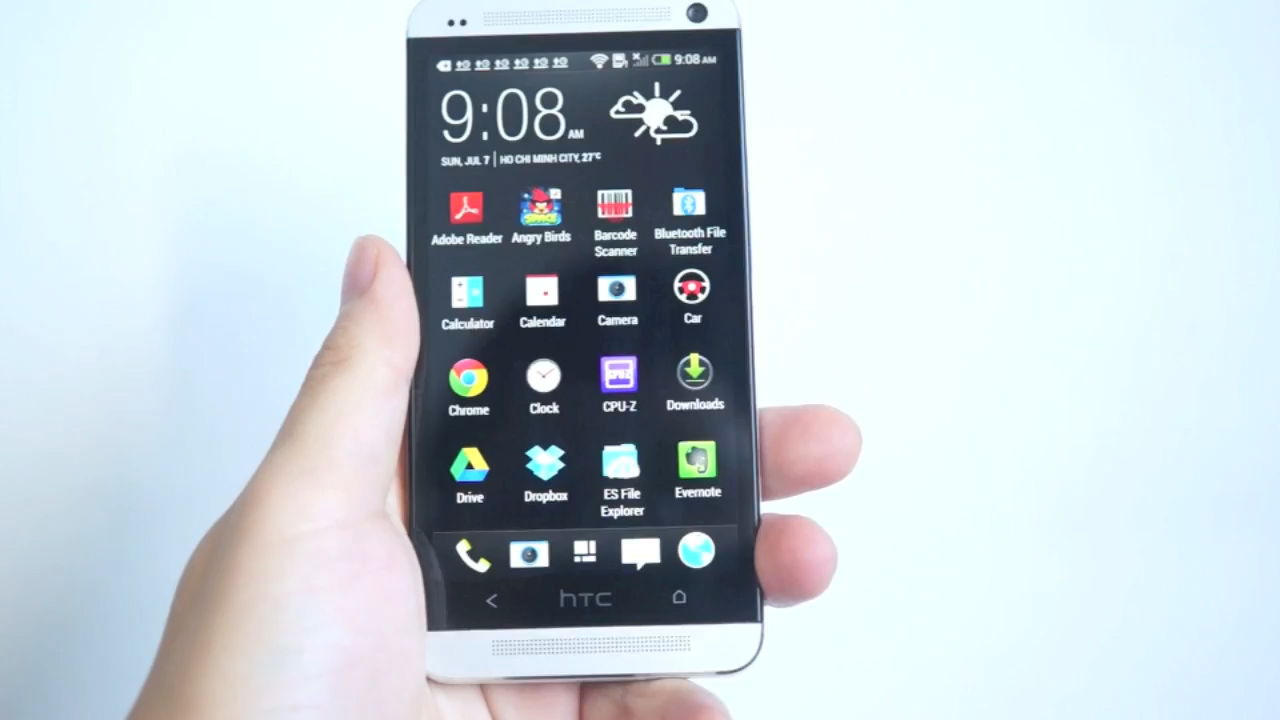 9:08 AM
9:08 AM
SUN, JUL 7 | HO CHI MINH CITY, 27°C
SPACE
Adobe Reader
Angry Birds
Barcode
Scanner
Bluetooth File
Transfer
Calculator
Calendar
Camera
Car
CPU-Z
Chrome
Clock
CPU-Z
Downloads
Drive
Dropbox
ES File
Explorer
Evernote
hTC